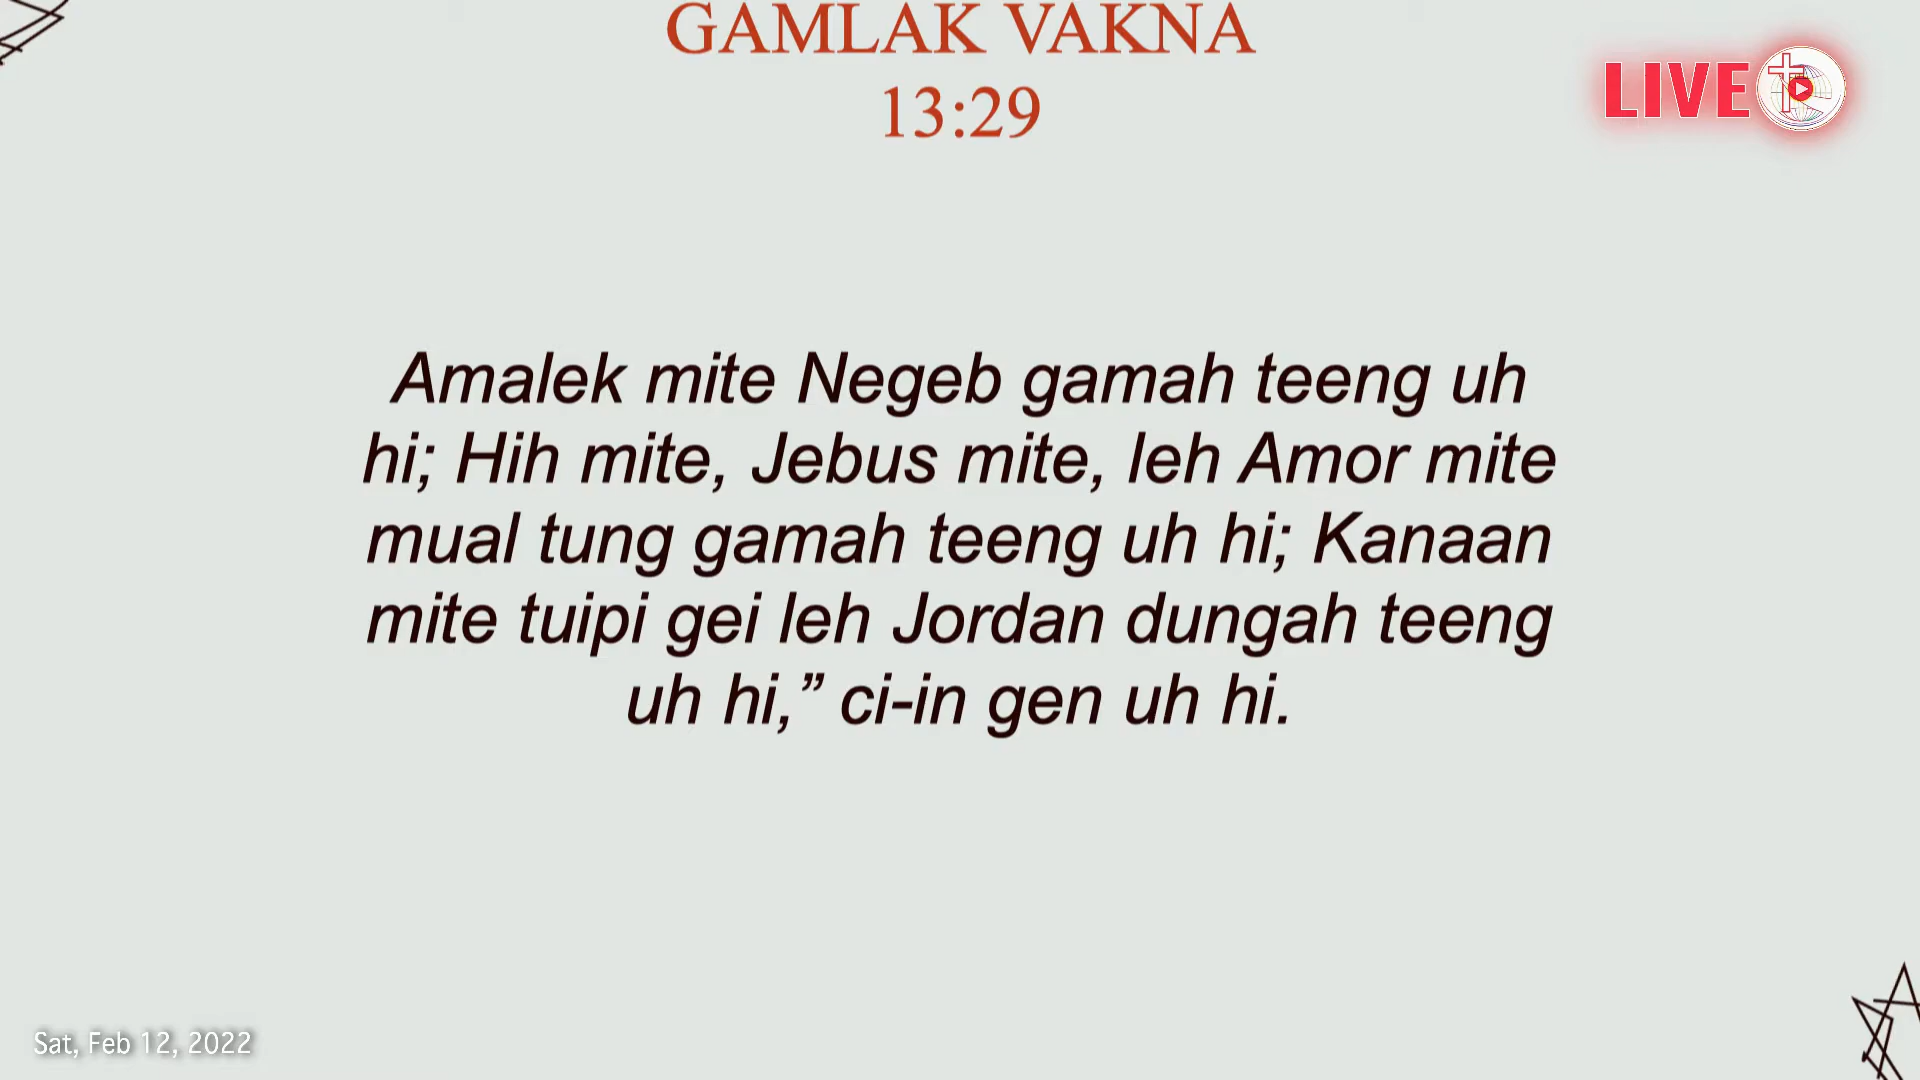 GAMLAK VAKNA
13:29
LIVE
Amalek mite Negeb gamah teeng uh
hi; Hih mite, Jebus mite, leh Amor mite
mual tung gamah teeng uh hi; Kanaan
mite tuipi gei leh Jordan dungah teeng
uh hi,” ci-in gen uh hi.
Sat, Feb 12, 2022